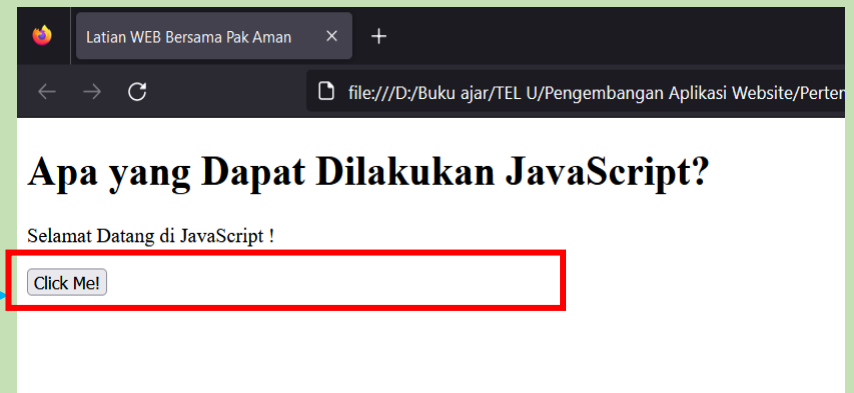 Latian WEB Bersama Pak Aman
file:///D:/Buku ajar/TEL U/Pengembangan Aplikasi Website/Perter
Apa yang Dapat Dilakukan JavaScript?
Selamat Datang di JavaScript !
Click Me!